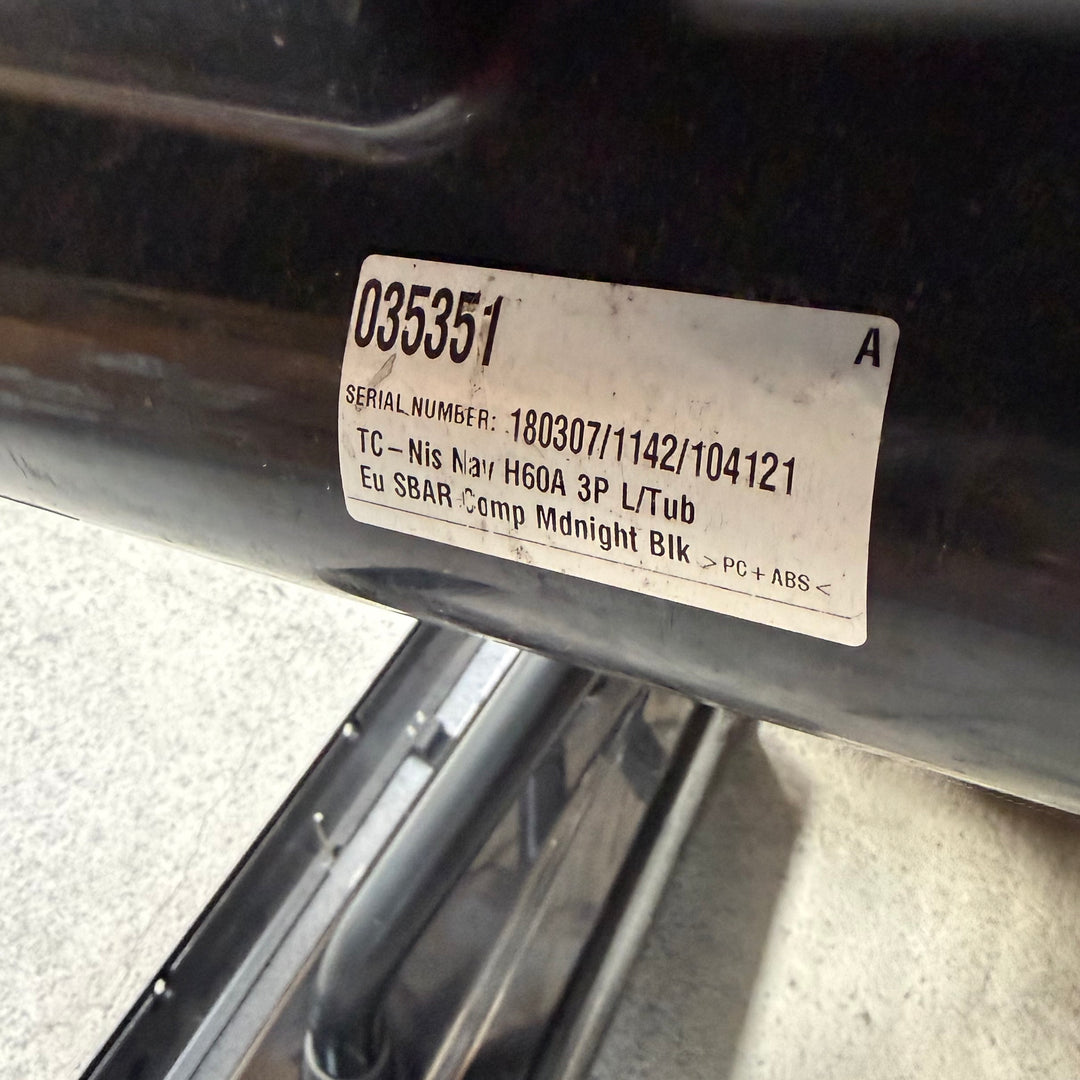 035351
A
SERIAL NUMBER: 180307/1142/104121
TC-Nis Nav H60A 3P L/Tub
Eu SBAR Comp Mdnight Blk >PC+ABS<